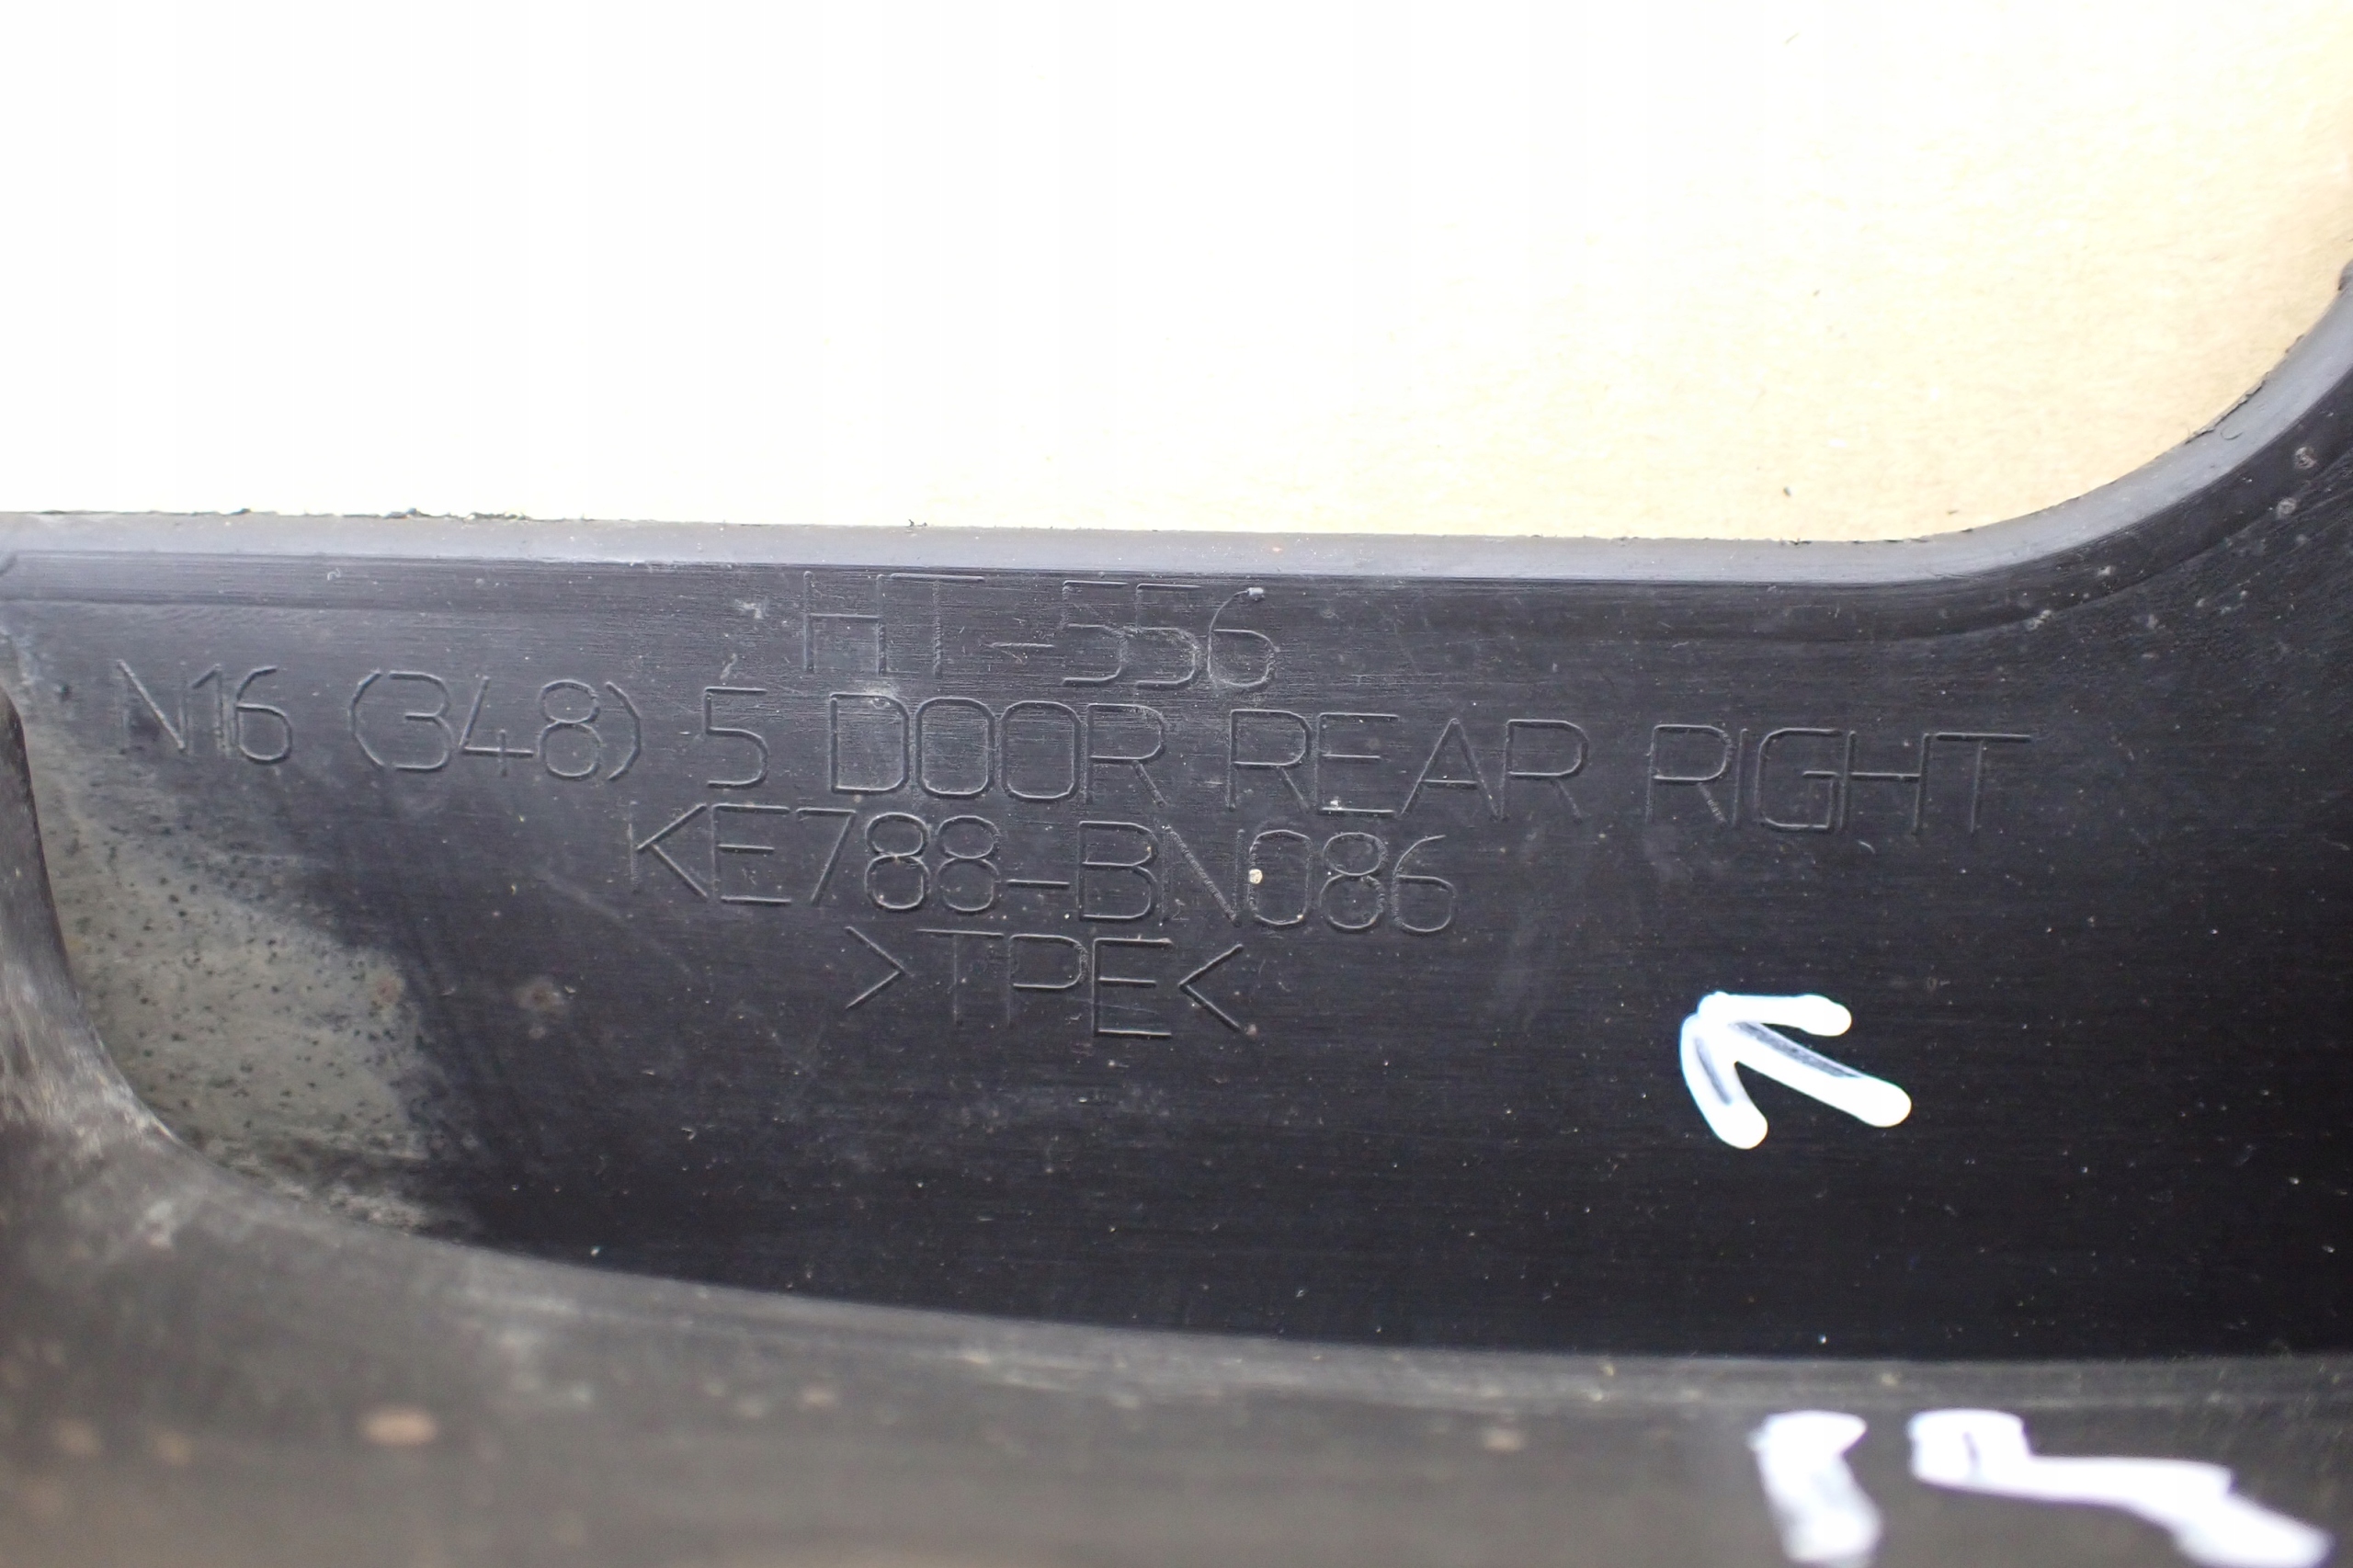 HT-556
N16 (348) 5 DOOR REAR RIGHT
KE788-BN086
>TPE<